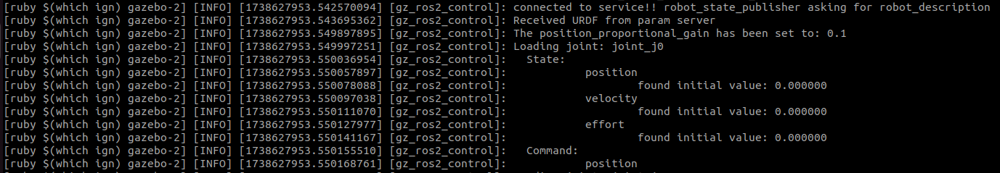 [ruby $(which ign) gazebo-2] [INFO] [1738627953.542570094] [gz_ros2_control]: connected to service!! robot_state_publisher asking for robot_description
[ruby $(which ign) gazebo-2] [INFO] [1738627953.543695362] [gz_ros2_control]: Received URDF from param server
[ruby $(which ign) gazebo-2] [INFO] [1738627953.549897895] [gz_ros2_control]: The position_proportional_gain has been set to: 0.1
[ruby $(which ign) gazebo-2] [INFO] [1738627953.549997251] [gz_ros2_control]: Loading joint: joint_j0
[ruby $(which ign) gazebo-2] [INFO] [1738627953.550036954] [gz_ros2_control]: State:
[ruby $(which ign) gazebo-2] [INFO] [1738627953.550057897] [gz_ros2_control]: position
[ruby $(which ign) gazebo-2] [INFO] [1738627953.550078088] [gz_ros2_control]: found initial value: 0.000000
[ruby $(which ign) gazebo-2] [INFO] [1738627953.550097038] [gz_ros2_control]: velocity
[ruby $(which ign) gazebo-2] [INFO] [1738627953.550111070] [gz_ros2_control]: found initial value: 0.000000
[ruby $(which ign) gazebo-2] [INFO] [1738627953.550127977] [gz_ros2_control]: effort
[ruby $(which ign) gazebo-2] [INFO] [1738627953.550141167] [gz_ros2_control]: found initial value: 0.000000
[ruby $(which ign) gazebo-2] [INFO] [1738627953.550155510] [gz_ros2_control]: Command:
[ruby $(which ign) gazebo-2] [INFO] [1738627953.550168761] [gz_ros2_control]: position